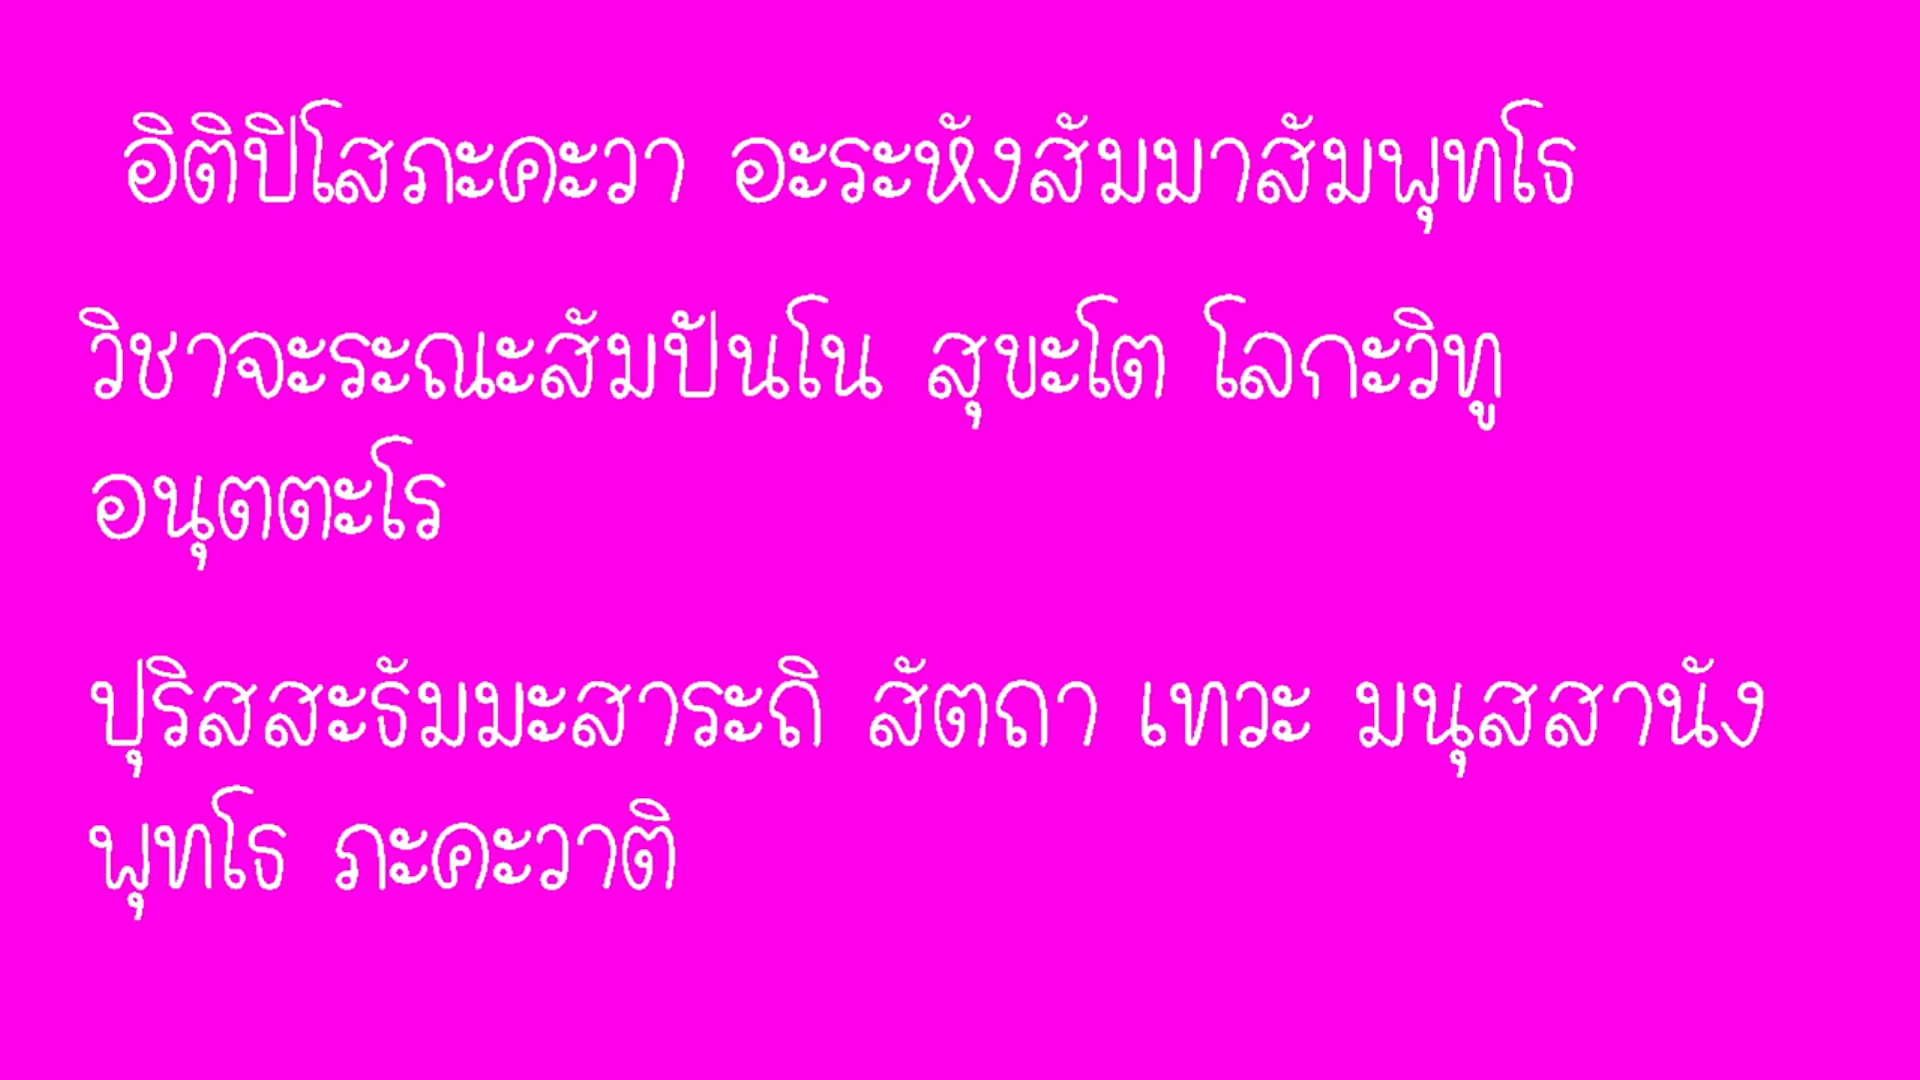 อิติปิโสภะคะวา อะระหังสัมมาสัมพุทโธ
วิชาจะระณะสัมปันโน สุขะโต โลกะวิทู
อนุตตะโร
ปุริสสะธัมมะสาระถิ สัตถา เทวะ มนุสสานัง
พุทโธ ภะคะวาติ